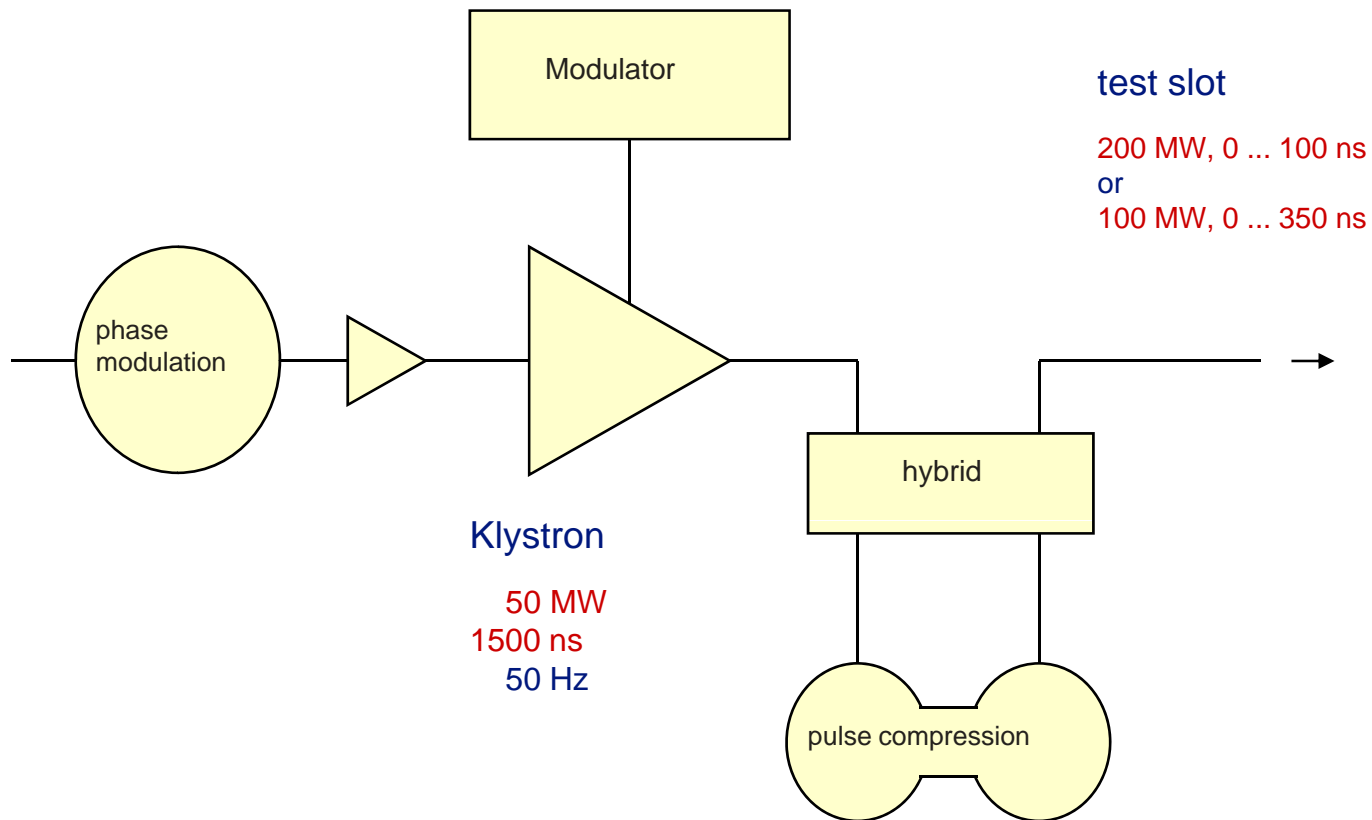 Modulator
test slot
200 MW, 0 ... 100 ns
or
100 MW, 0 ... 350 ns
phase
modulation
hybrid
Klystron
50 MW
1500 ns
50 Hz
pulse compression